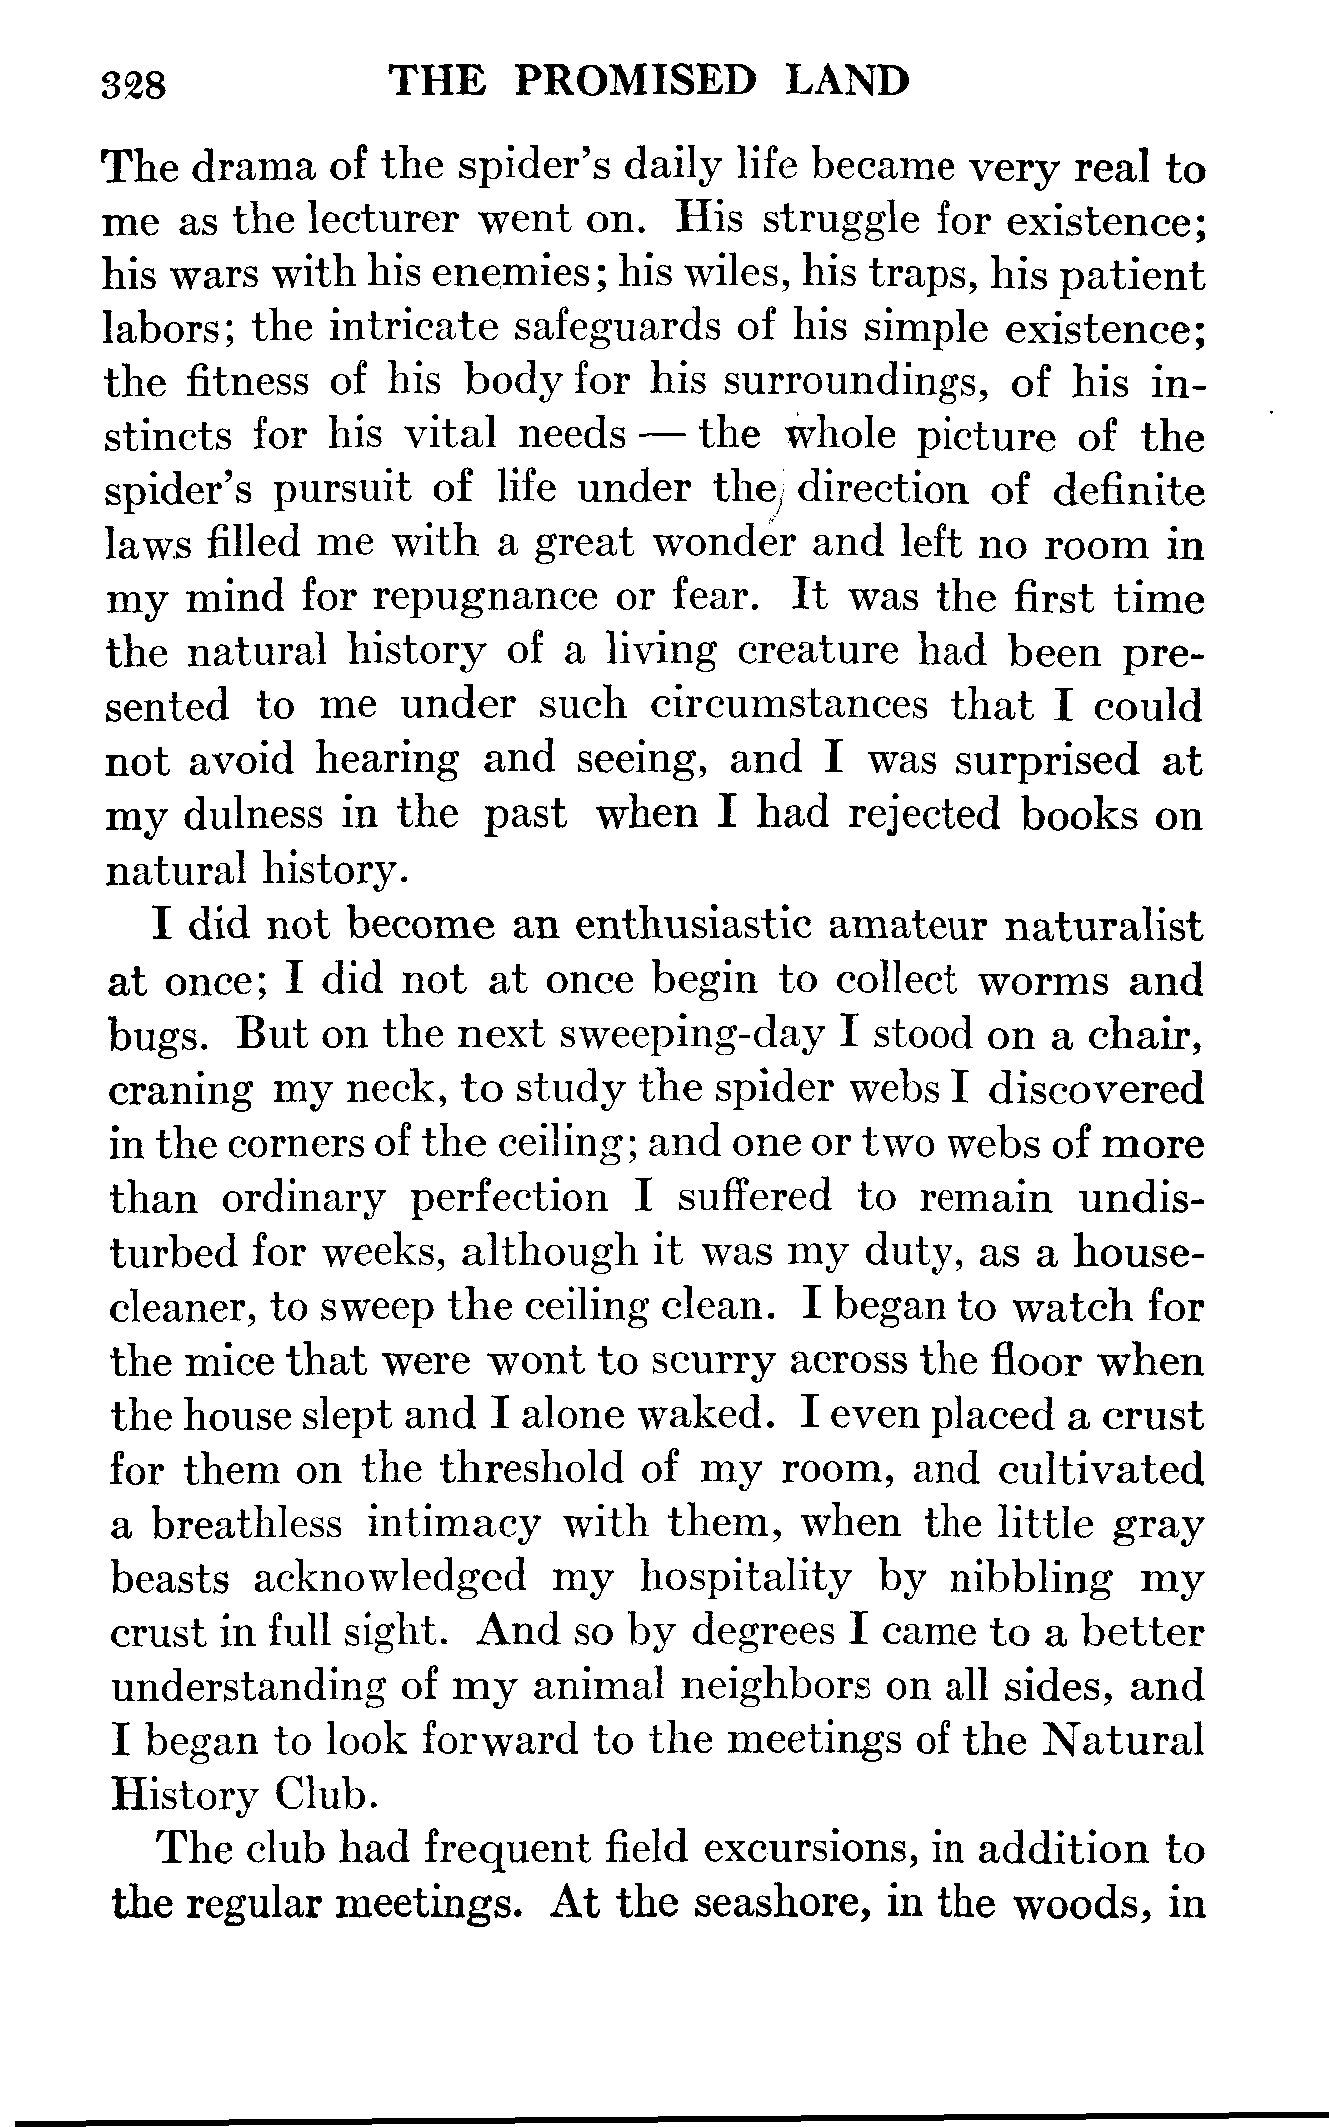 328 THE PROMISED LAND
The drama of the spider's daily life became very real to
me as the lecturer went on. His struggle for existence;
his wars with his enemies; his wiles, his traps, his patient
labors; the intricate safeguards of his simple existence;
the fitness of his body for his surroundings, of his in-
stincts for his vital needs — the whole picture of the
spider's pursuit of life under the direction of definite
laws filled me with a great wonder and left no room in
my mind for repugnance or fear. It was the first time
the natural history of a living creature had been pre-
sented to me under such circumstances that I could
not avoid hearing and seeing, and I was surprised at
my dulness in the past when I had rejected books on
natural history.
I did not become an enthusiastic amateur naturalist
at once; I did not at once begin to collect worms and
bugs. But on the next sweeping-day I stood on a chair,
craning my neck, to study the spider webs I discovered
in the corners of the ceiling; and one or two webs of more
than ordinary perfection I suffered to remain undis-
turbed for weeks, although it was my duty, as a house-
cleaner, to sweep the ceiling clean. I began to watch for
the mice that were wont to scurry across the floor when
the house slept and I alone waked. I even placed a crust
for them on the threshold of my room, and cultivated
a breathless intimacy with them, when the little gray
beasts acknowledged my hospitality by nibbling my
crust in full sight. And so by degrees I came to a better
understanding of my animal neighbors on all sides, and
I began to look forward to the meetings of the Natural
History Club.
The club had frequent field excursions, in addition to
the regular meetings. At the seashore, in the woods, in